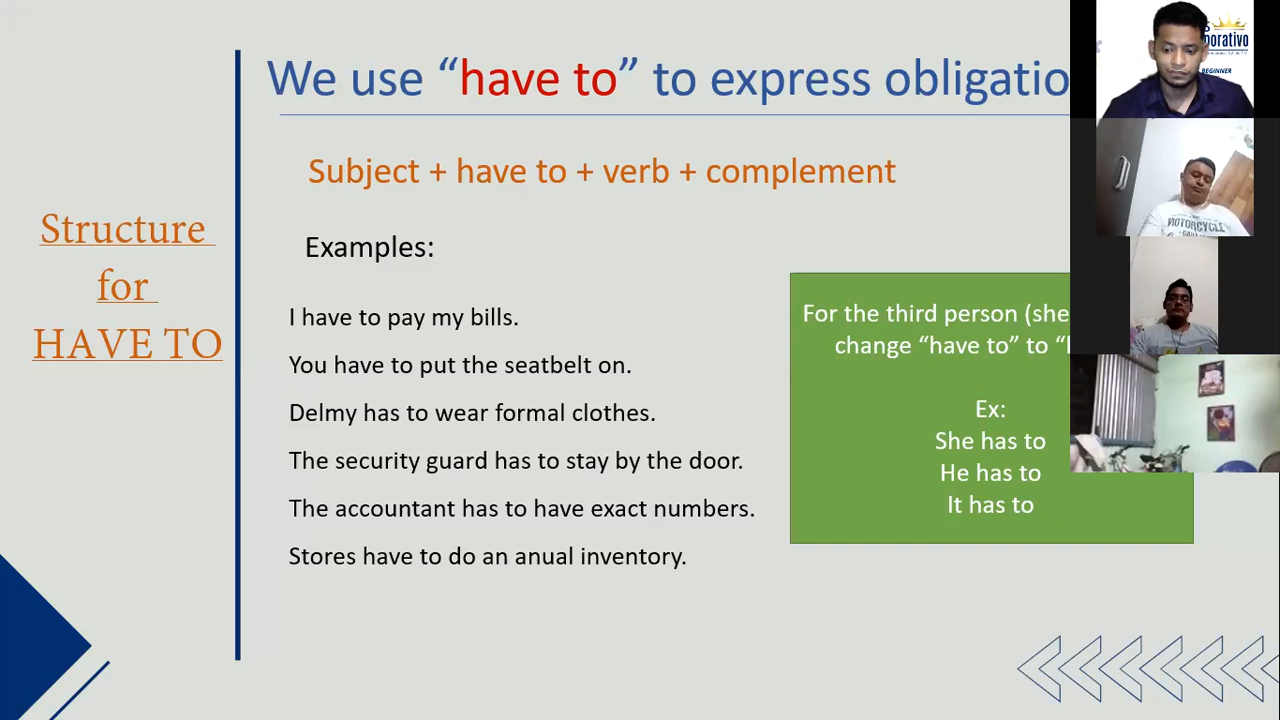 We use “have to” to express obligatio
Subject + have to + verb + complement
Structure
for
HAVE TO
Examples:
I have to pay my bills.
You have to put the seatbelt on.
Delmy has to wear formal clothes.
The security guard has to stay by the door.
The accountant has to have exact numbers.
Stores have to do an anual inventory.
For the third person (she
change “have to” to “
Ex:
She has to
He has to
It has to
porativo
BEGINNER
MOTORCYCLE